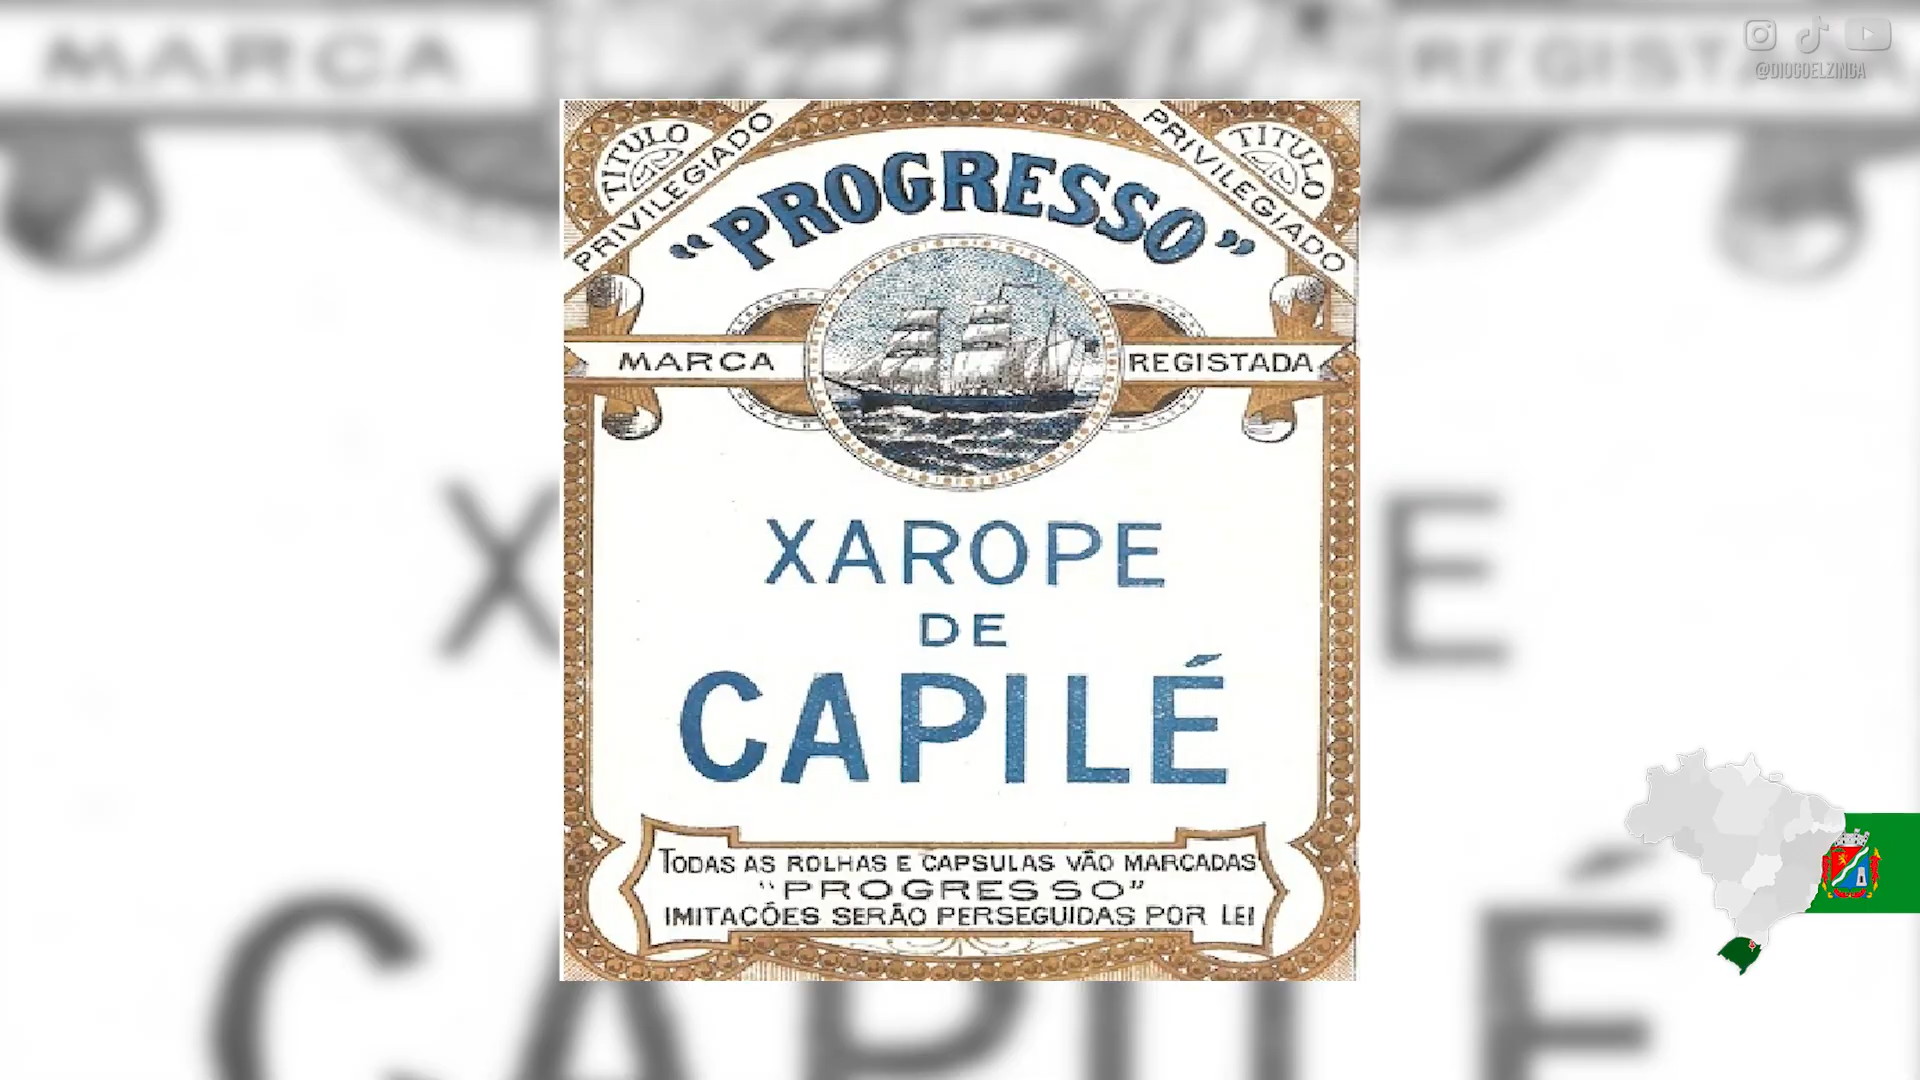 @DIOGOELZINGA
TITULO
PRIVILEGIADO
PRIVILEGIADO
TITULO
"PROGRESSO"
MARCA
REGISTADA
XAROPE
DE
CAPILÉ
TODAS AS ROLHAS E CAPSULAS VÃO MARCADAS
"PROGRESSO"
IMITAÇÕES SERÃO PERSEGUIDAS POR LEI